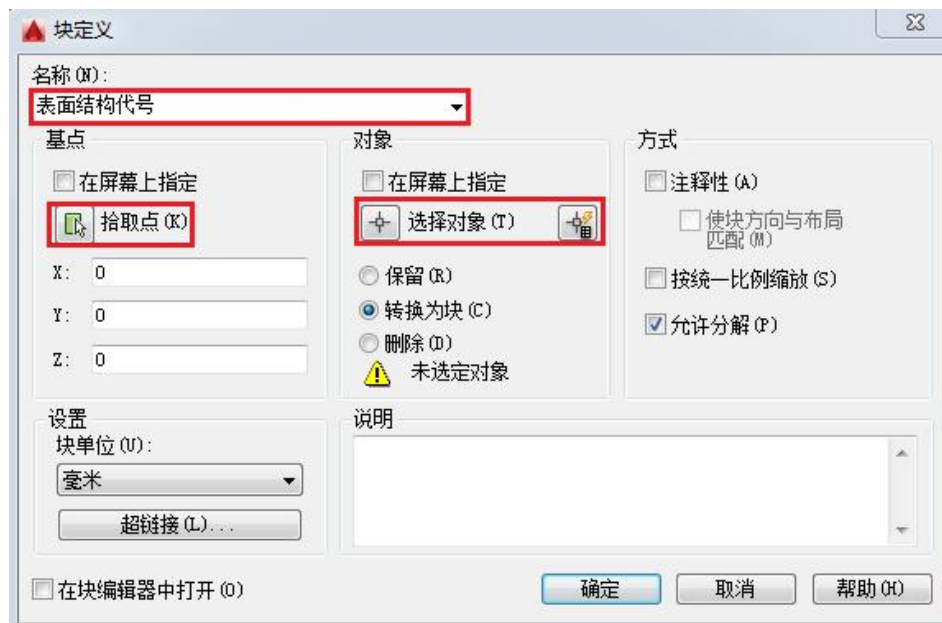 块定义
名称(N):
表面结构代号
基点
在屏幕上指定
拾取点(K)
X: 0
Y: 0
Z: 0
对象
在屏幕上指定
选择对象(T)
保留(R)
转换为块(C)
删除(D)
未选定对象
方式
注释性(A)
使块方向与布局
匹配(M)
按统一比例缩放(S)
允许分解(P)
设置
块单位(U):
毫米
超链接(L)...
说明
在块编辑器中打开(O)
确定
取消
帮助(H)